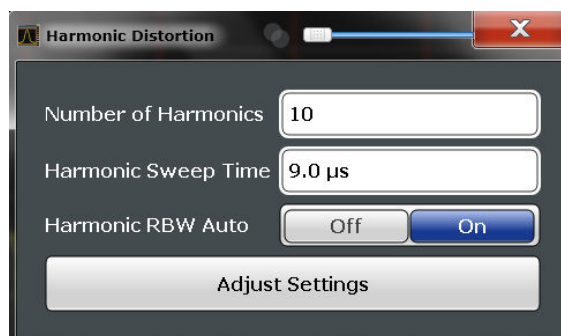 Harmonic Distortion
X
Number of Harmonics 10
Harmonic Sweep Time 9.0 µs
Harmonic RBW Auto Off On
Adjust Settings